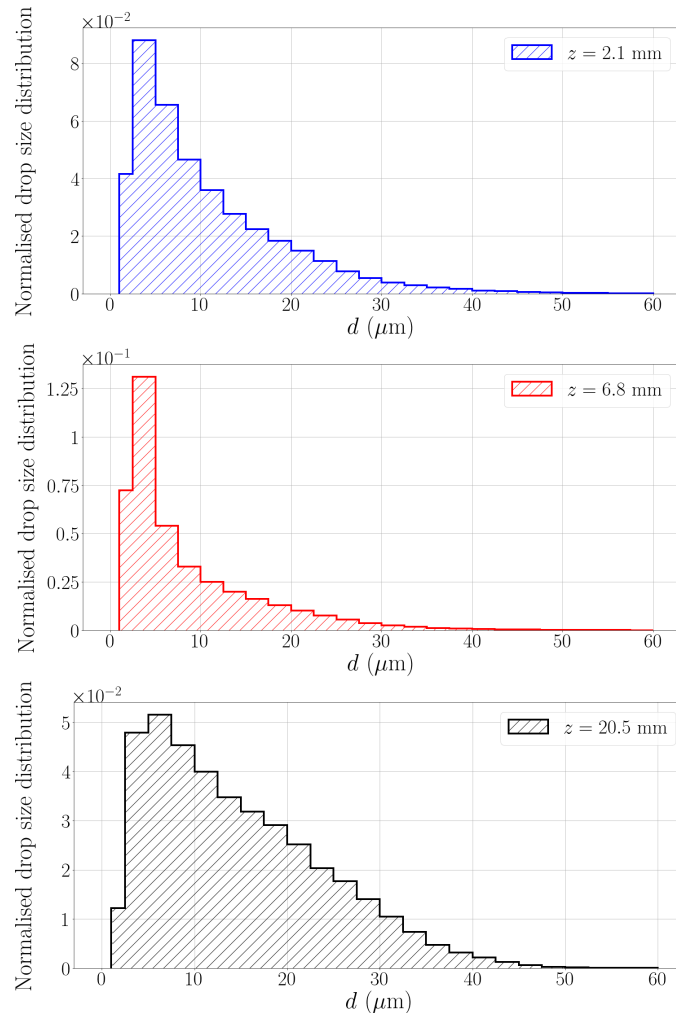 ×10⁻²
Normalised drop size distribution
z = 2.1 mm
8
6
4
2
0
0 10 20 30 40 50 60
d (μm)
×10⁻¹
Normalised drop size distribution
z = 6.8 mm
1.25
1
0.75
0.5
0.25
0
0 10 20 30 40 50 60
d (μm)
×10⁻²
Normalised drop size distribution
z = 20.5 mm
5
4
3
2
1
0
0 10 20 30 40 50 60
d (μm)